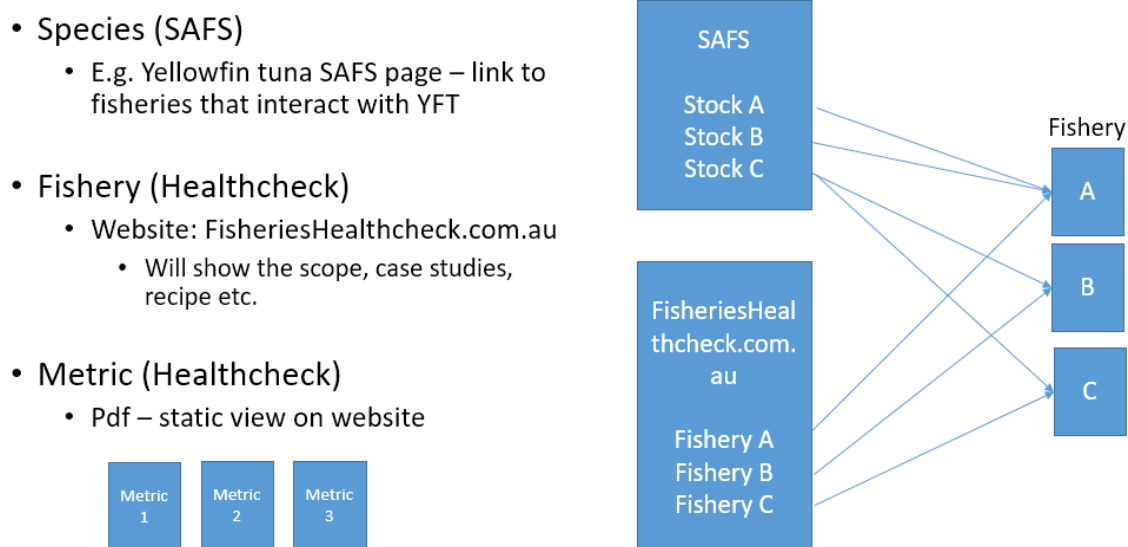 • Species (SAFS)
• E.g. Yellowfin tuna SAFS page – link to
fisheries that interact with YFT
• Fishery (Healthcheck)
• Website: FisheriesHealthcheck.com.au
• Will show the scope, case studies,
recipe etc.
• Metric (Healthcheck)
• Pdf – static view on website
Metric
1
Metric
2
Metric
3
SAFS
Stock A
Stock B
Stock C
FisheriesHeal
thcheck.com.
au
Fishery A
Fishery B
Fishery C
Fishery
A
B
C